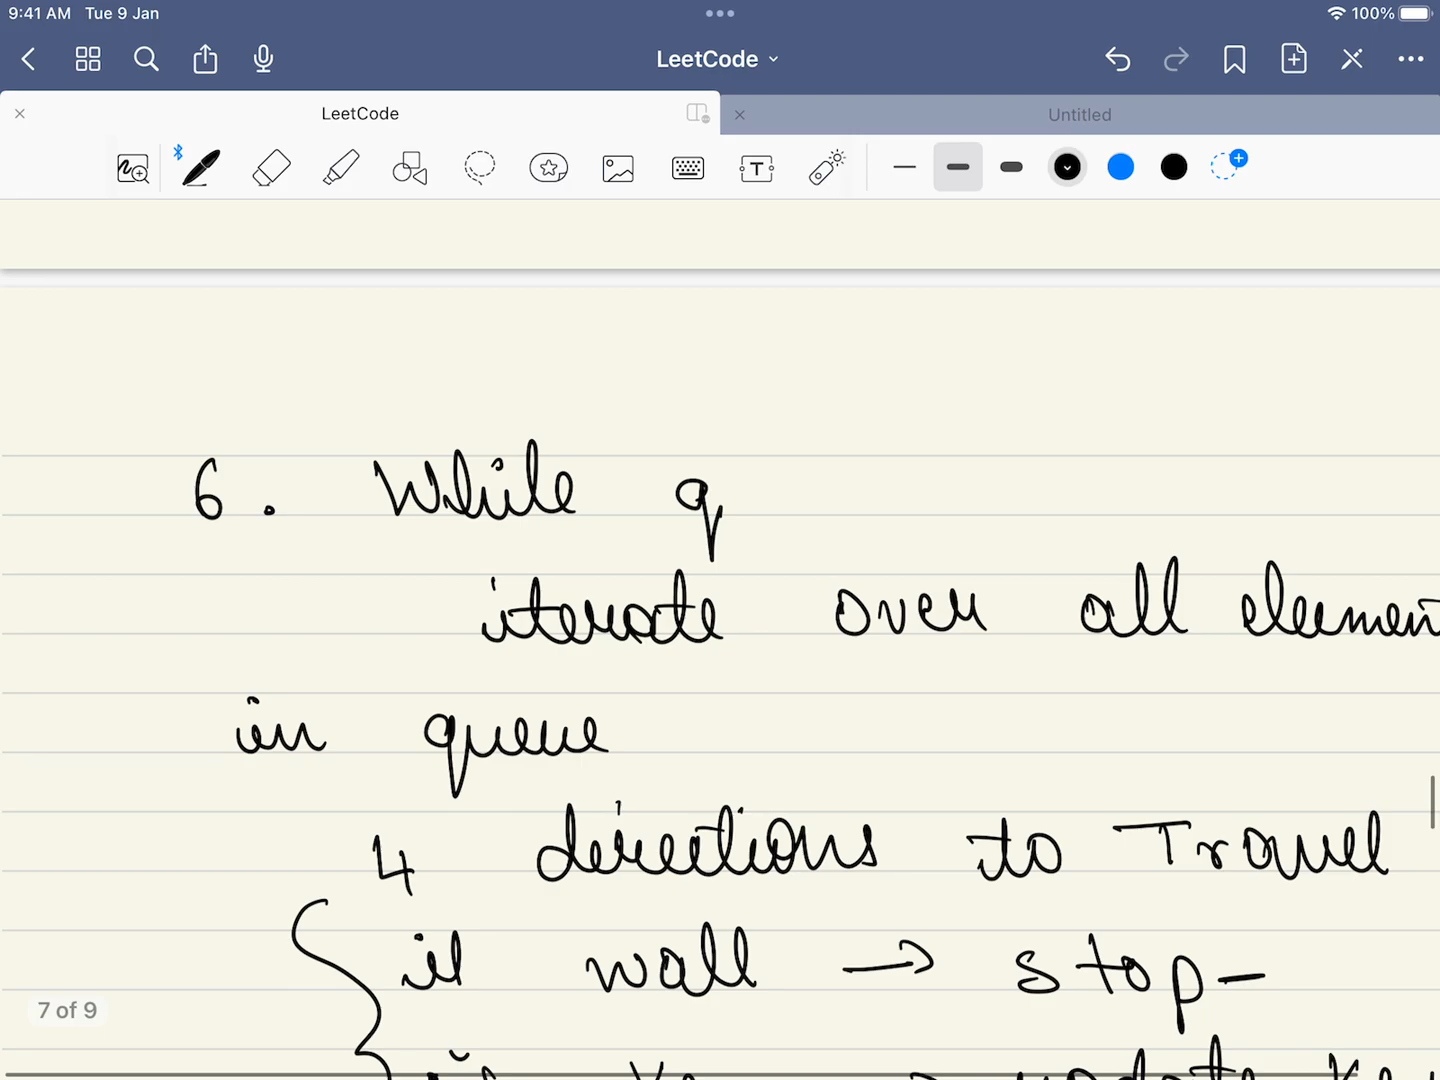 9:41 AM Tue 9 Jan
100%
LeetCode
LeetCode
Untitled
T
6. While q
iterate over all elemen
in queue
4 directions to Travel
if wall → stop-
7 of 9
→ update